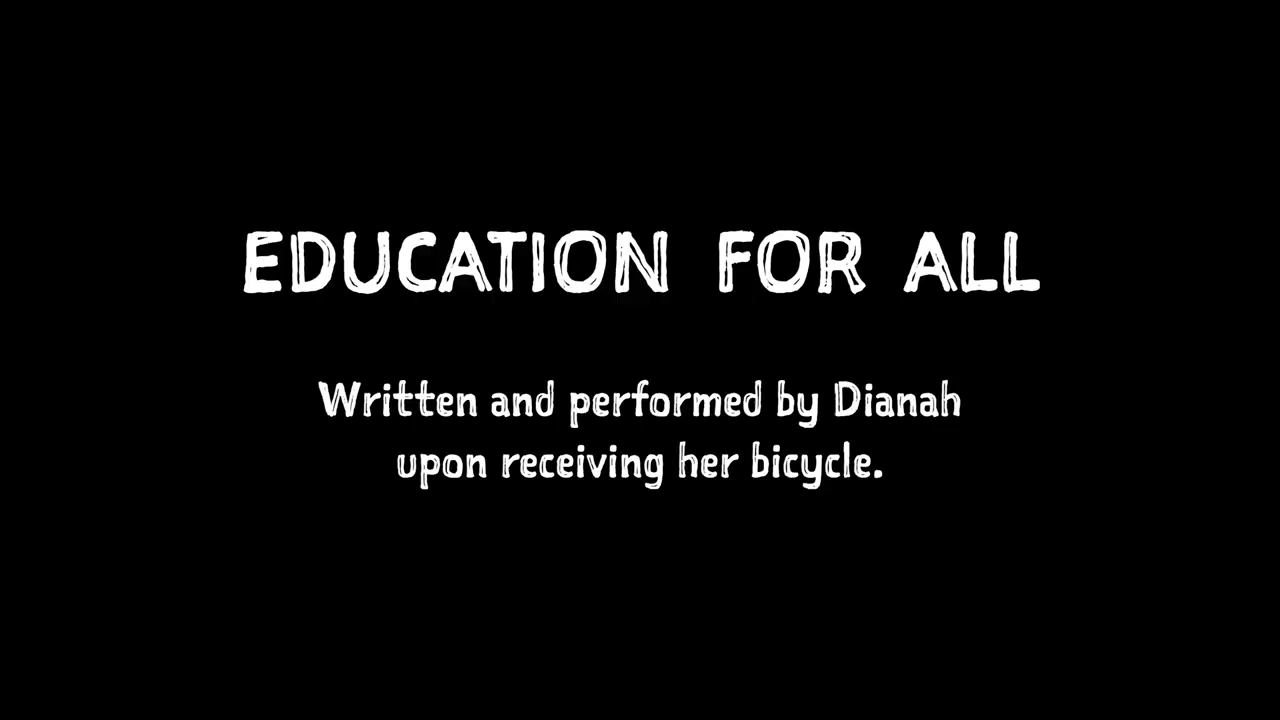 EDUCATION FOR ALL
Written and performed by Dianah
upon receiving her bicycle.